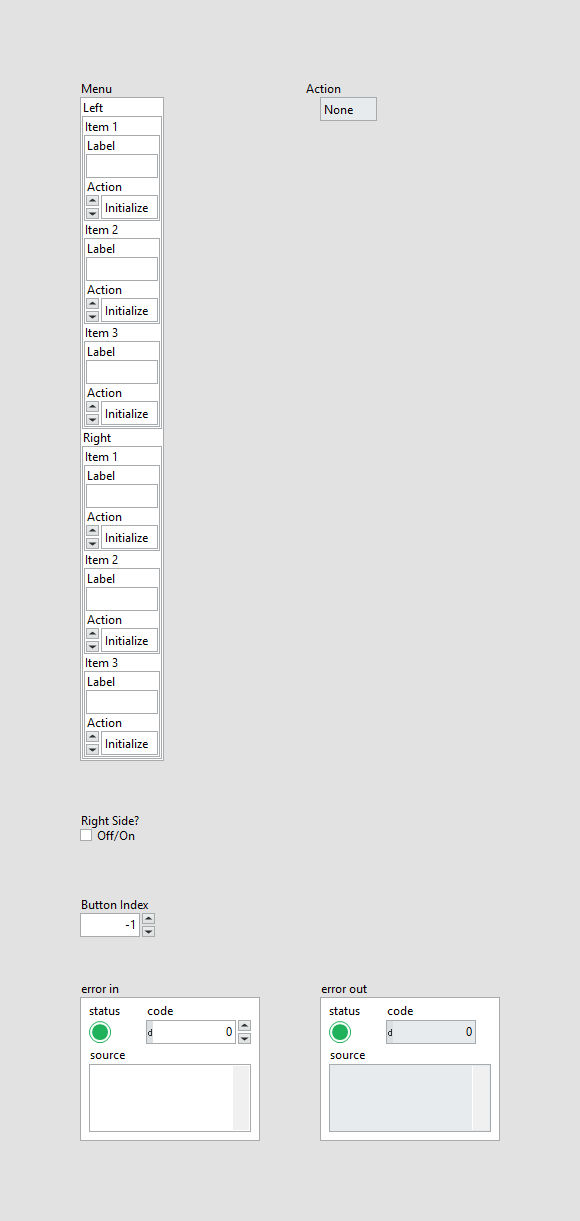 Menu
Action
Left
None
Item 1
Label
Action
Initialize
Item 2
Label
Action
Initialize
Item 3
Label
Action
Initialize
Right
Item 1
Label
Action
Initialize
Item 2
Label
Action
Initialize
Item 3
Label
Action
Initialize
Right Side?
Off/On
Button Index
-1
error in
error out
status code
status code
d 0
d 0
source
source